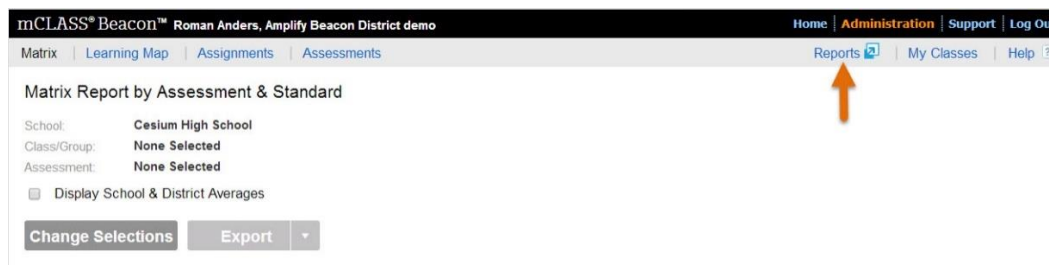 mCLASS® Beacon™ Roman Anders, Amplify Beacon District demo Home | Administration | Support | Log Ou
Matrix | Learning Map | Assignments | Assessments Reports | My Classes | Help ?
Matrix Report by Assessment & Standard
School: Cesium High School
Class/Group: None Selected
Assessment: None Selected
Display School & District Averages
Change Selections Export